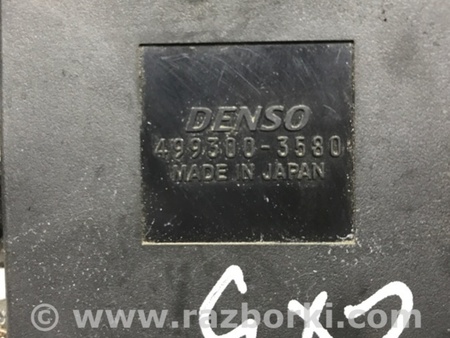 DENSO
499300-3580
MADE IN JAPAN
© www.razborki.com